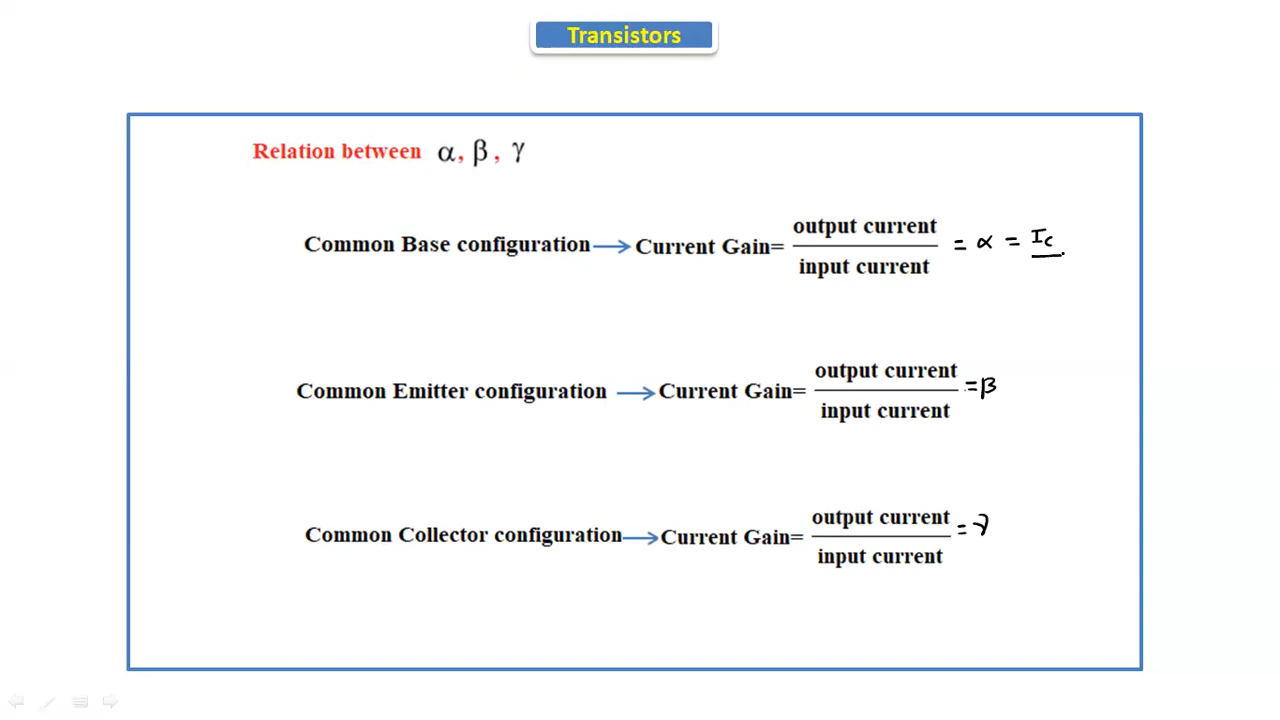 Transistors
Relation between α, β, γ
Common Base configuration → Current Gain= output current / input current = α = Ic
Common Emitter configuration → Current Gain= output current / input current = β
Common Collector configuration → Current Gain= output current / input current = γ